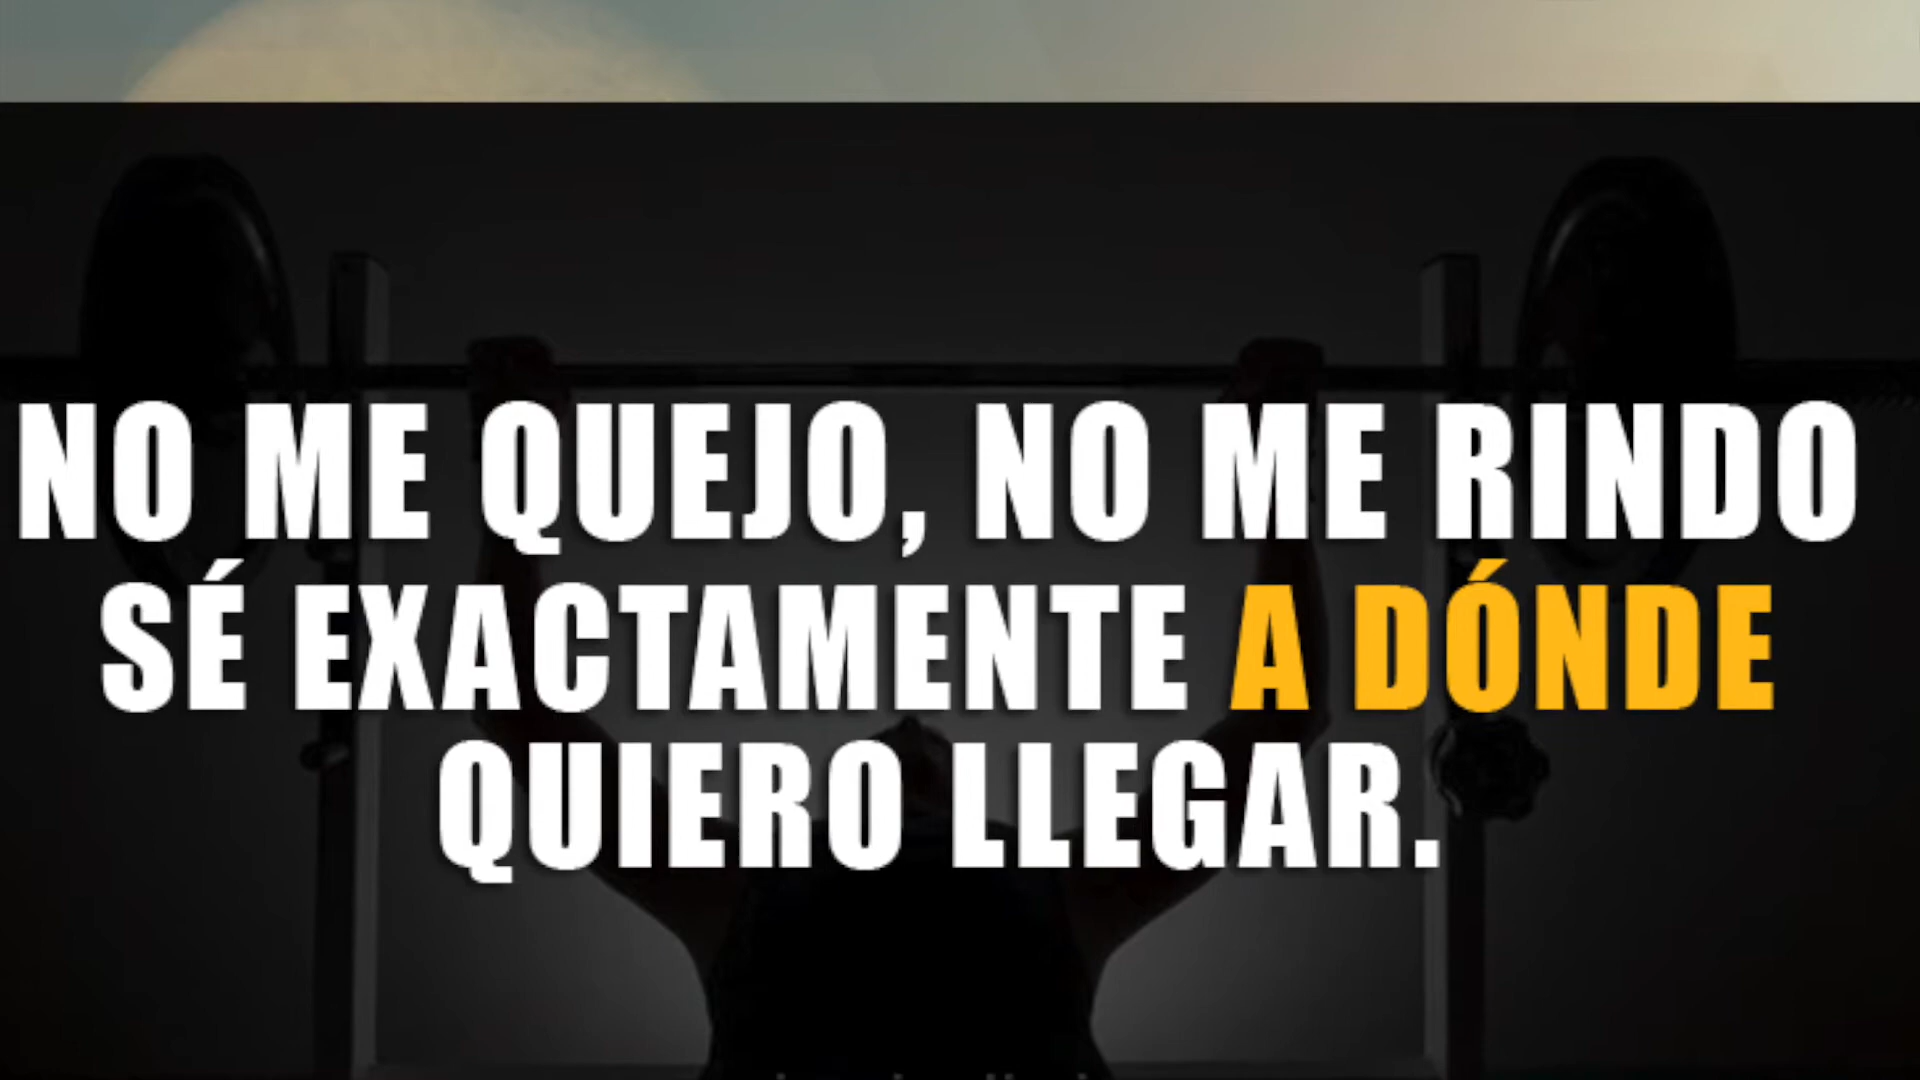 NO ME QUEJO, NO ME RINDO
SÉ EXACTAMENTE A DÓNDE
QUIERO LLEGAR.